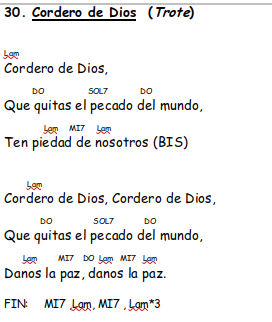 30. Cordero de Dios (Trote)
Lam
Cordero de Dios,
DO SOL7 DO
Que quitas el pecado del mundo,
Lam MI7 Lam
Ten piedad de nosotros (BIS)
Lam
Cordero de Dios, Cordero de Dios,
DO SOL7 DO
Que quitas el pecado del mundo,
Lam MI7 DO Lam MI7 Lam
Danos la paz, danos la paz.
FIN: MI7 ,Lam, MI7 , Lam*3